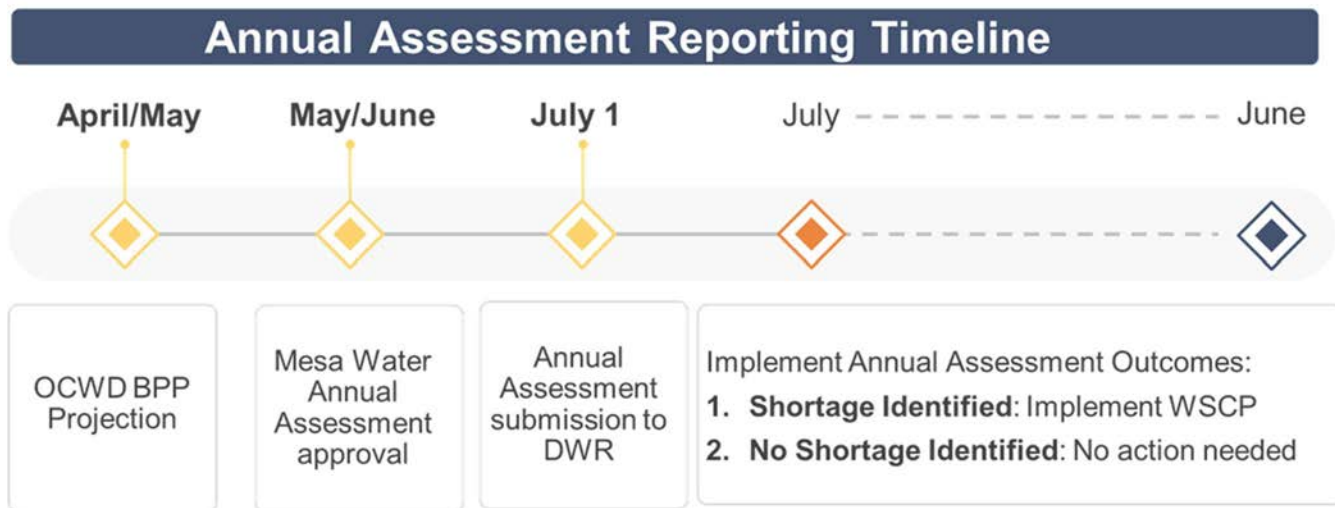 Annual Assessment Reporting Timeline
April/May
May/June
July 1
July
June
OCWD BPP
Projection
Mesa Water
Annual
Assessment
approval
Annual
Assessment
submission to
DWR
Implement Annual Assessment Outcomes:
1. Shortage Identified: Implement WSCP
2. No Shortage Identified: No action needed